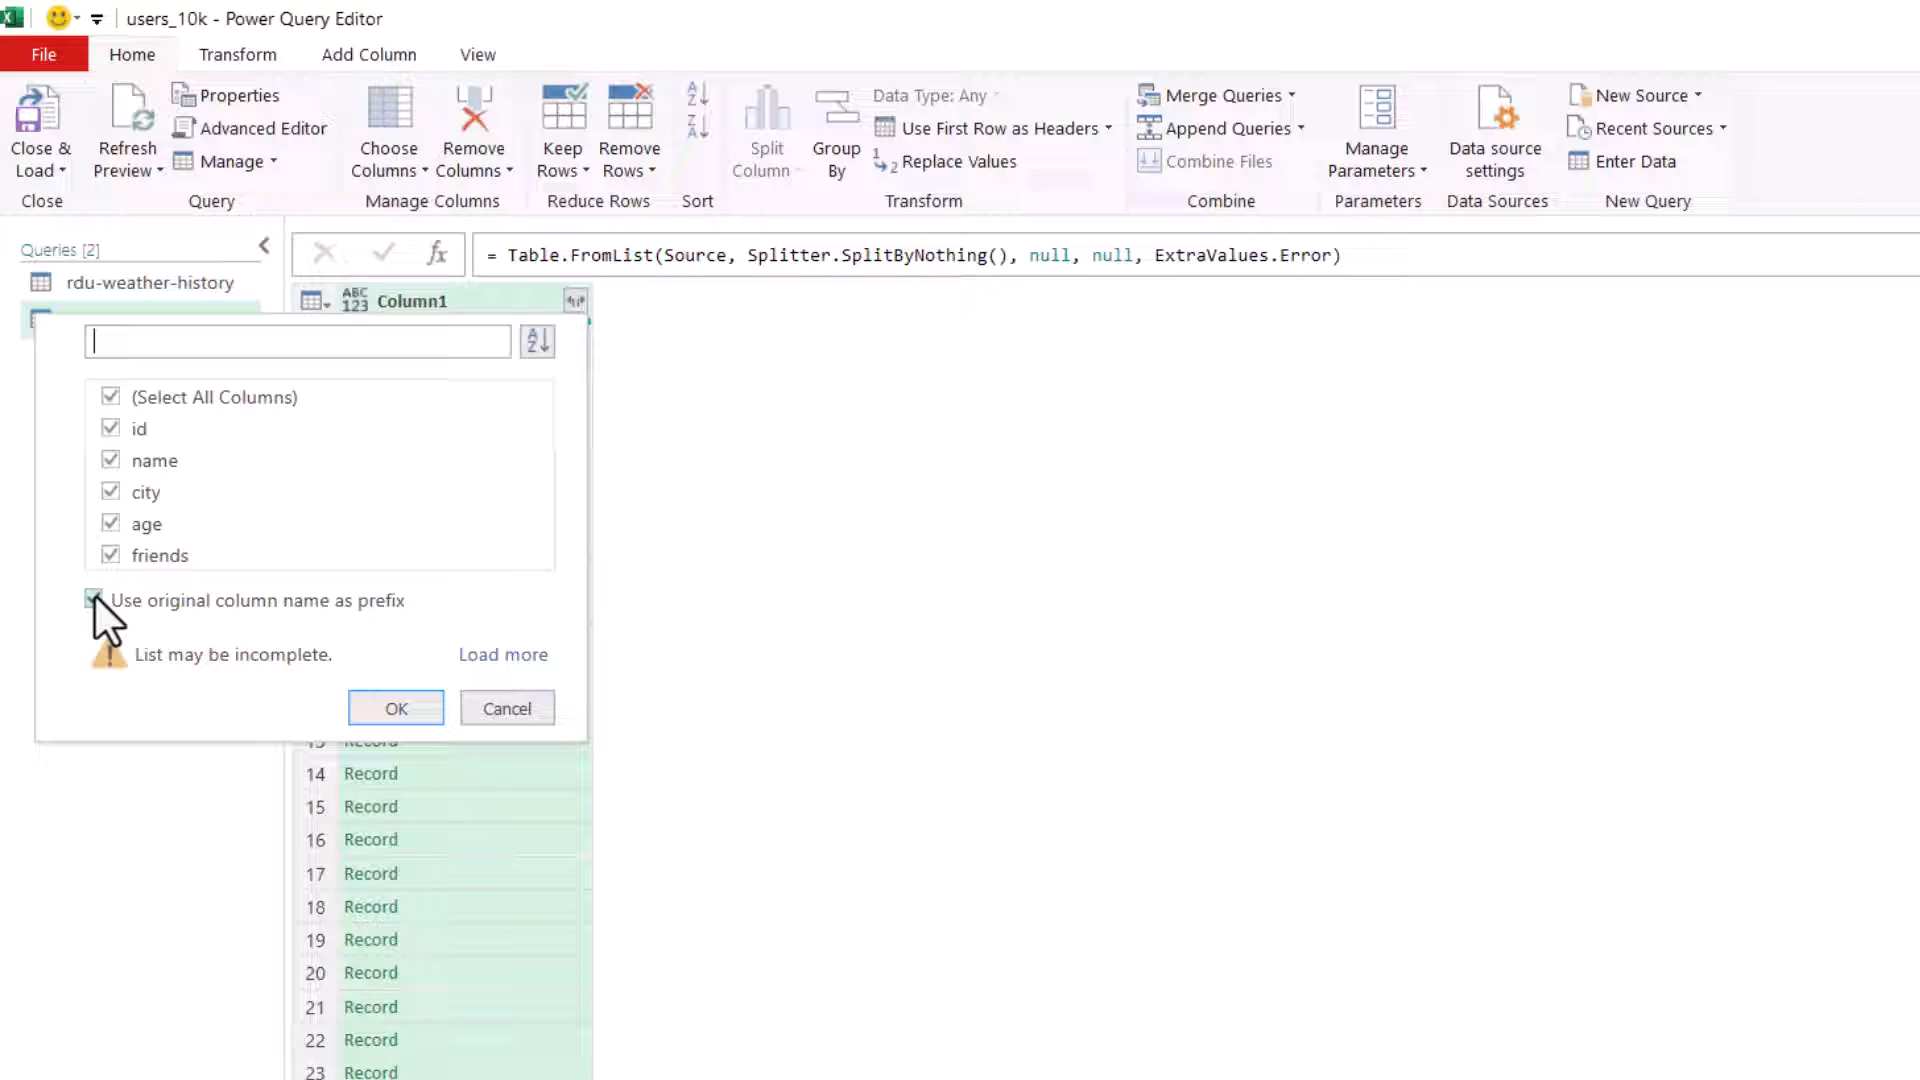 users_10k - Power Query Editor
File Home Transform Add Column View
Close & Load
Refresh Preview
Properties
Advanced Editor
Manage
Choose Columns
Remove Columns
Keep Rows
Remove Rows
Split Column
Group By
Data Type: Any
Use First Row as Headers
Replace Values
Merge Queries
Append Queries
Combine Files
Manage Parameters
Data source settings
New Source
Recent Sources
Enter Data
Close Query Manage Columns Reduce Rows Sort Transform Combine Parameters Data Sources New Query
Queries [2]
rdu-weather-history
fx = Table.FromList(Source, Splitter.SplitByNothing(), null, null, ExtraValues.Error)
ABC 123 Column1
(Select All Columns)
id
name
city
age
friends
Use original column name as prefix
List may be incomplete. Load more
OK Cancel
14 Record
15 Record
16 Record
17 Record
18 Record
19 Record
20 Record
21 Record
22 Record
23 Record